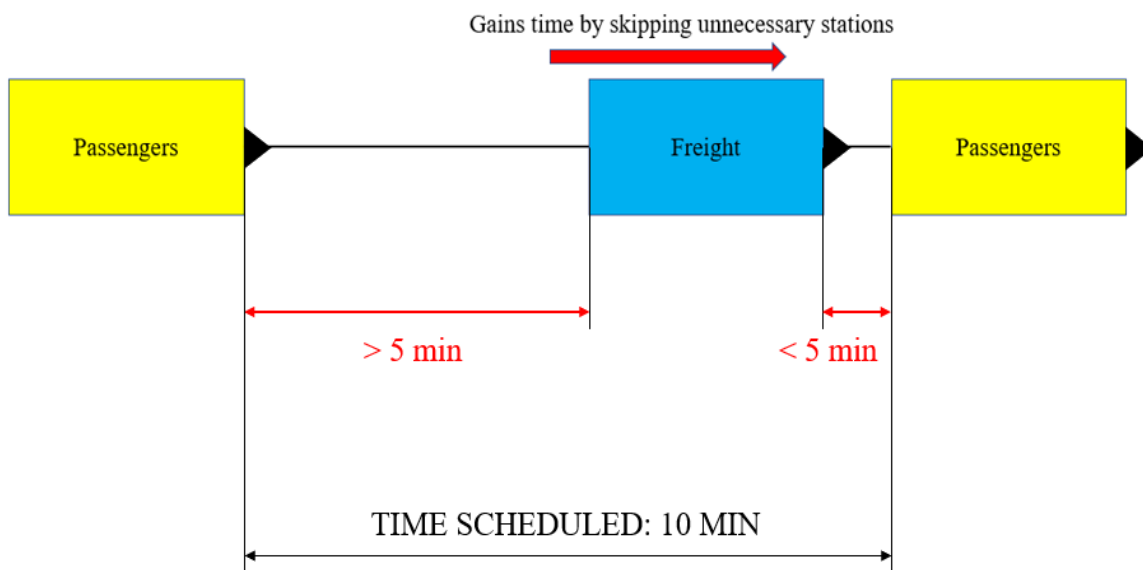 Gains time by skipping unnecessary stations
Passengers
Freight
Passengers
> 5 min
< 5 min
TIME SCHEDULED: 10 MIN